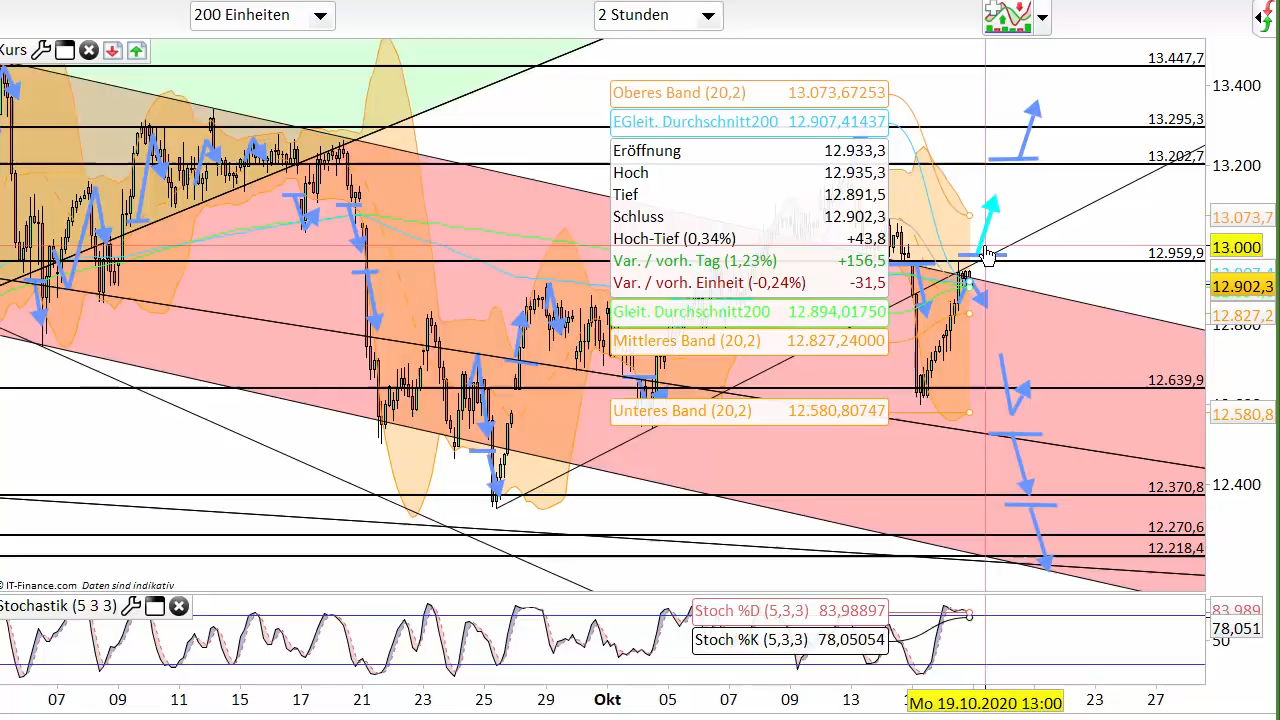 200 Einheiten
2 Stunden
Kurs
13.447,7
13.400
Oberes Band (20,2) 13.073,67253
EGleit. Durchschnitt200 12.907,41437
13.295,3
Eröffnung 12.933,3
Hoch 12.935,3
Tief 12.891,5
Schluss 12.902,3
Hoch-Tief (0,34%) +43,8
Var. / vorh. Tag (1,23%) +156,5
Var. / vorh. Einheit (-0,24%) -31,5
Gleit. Durchschnitt200 12.894,01750
Mittleres Band (20,2) 12.827,24000
Unteres Band (20,2) 12.580,80747
13.202,7
13.200
13.073,7
13.000
12.959,9
12.902,3
12.827,2
12.639,9
12.580,8
12.400
12.370,8
12.270,6
12.218,4
© IT-Finance.com Daten sind indikativ
Stochastik (5 3 3)
Stoch %D (5,3,3) 83,98897
Stoch %K (5,3,3) 78,05054
83,989
78,051
50
07 09 11 15 17 21 23 25 29 Okt 05 07 09 13 Mo 19.10.2020 13:00 23 27